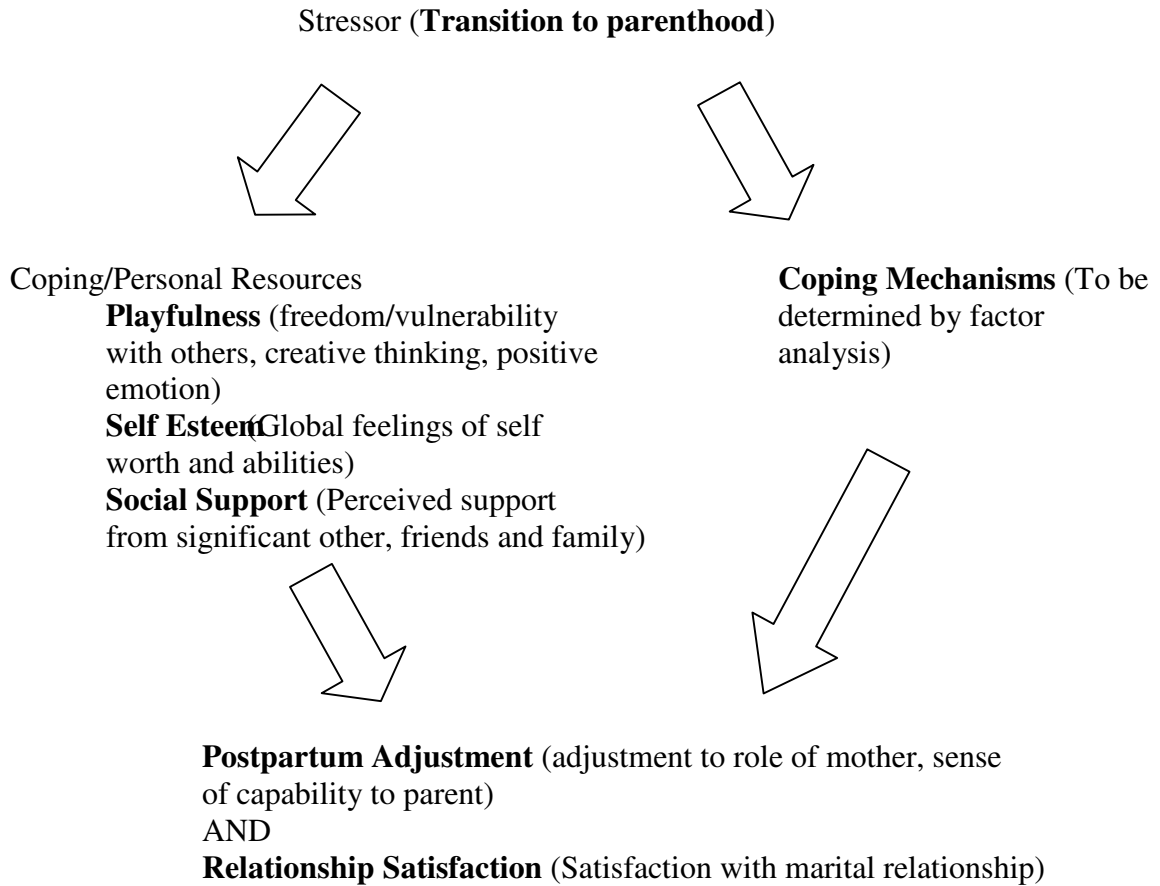 Stressor (Transition to parenthood)
Coping/Personal Resources
Playfulness (freedom/vulnerability
with others, creative thinking, positive
emotion)
Self Esteem(Global feelings of self
worth and abilities)
Social Support (Perceived support
from significant other, friends and family)
Coping Mechanisms (To be
determined by factor
analysis)
Postpartum Adjustment (adjustment to role of mother, sense
of capability to parent)
AND
Relationship Satisfaction (Satisfaction with marital relationship)